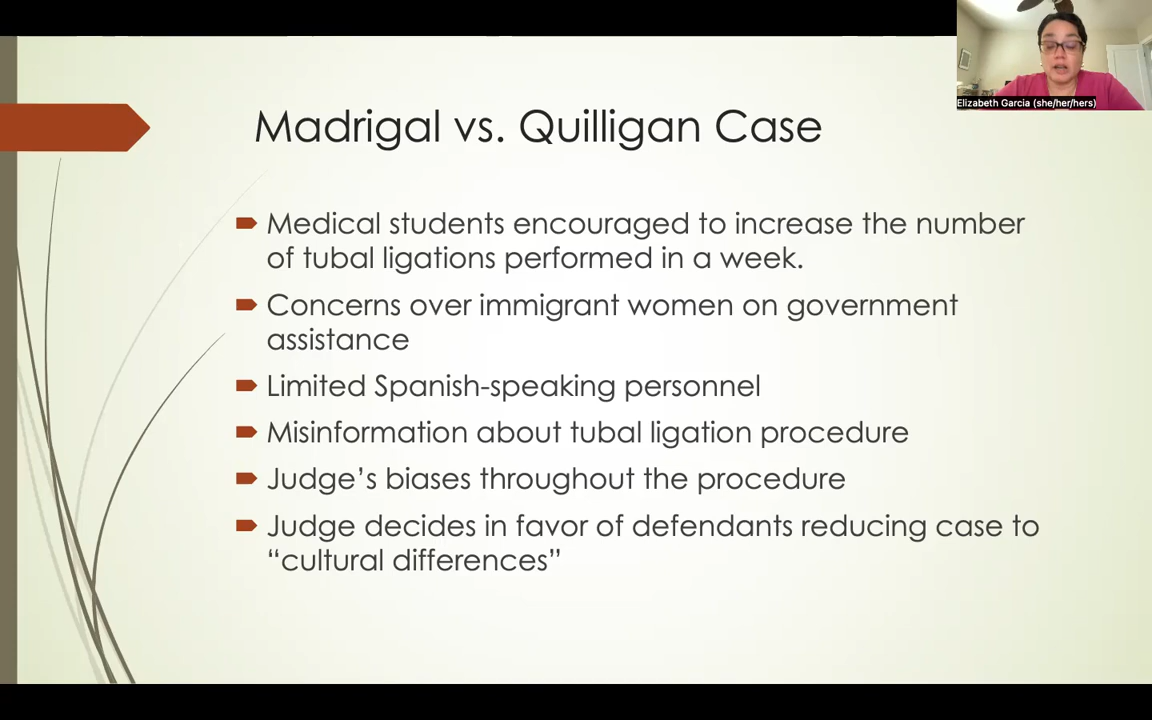 Elizabeth Garcia (she/her/hers)
Madrigal vs. Quilligan Case
Medical students encouraged to increase the number
of tubal ligations performed in a week.
Concerns over immigrant women on government
assistance
Limited Spanish-speaking personnel
Misinformation about tubal ligation procedure
Judge’s biases throughout the procedure
Judge decides in favor of defendants reducing case to
“cultural differences”